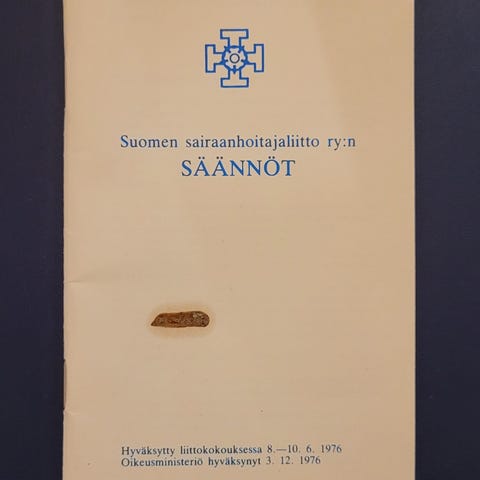 Suomen sairaanhoitajaliitto ry:n
SÄÄNNÖT
Hyväksytty liittokokouksessa 8.—10. 6. 1976
Oikeusministeriö hyväksynyt 3. 12. 1976